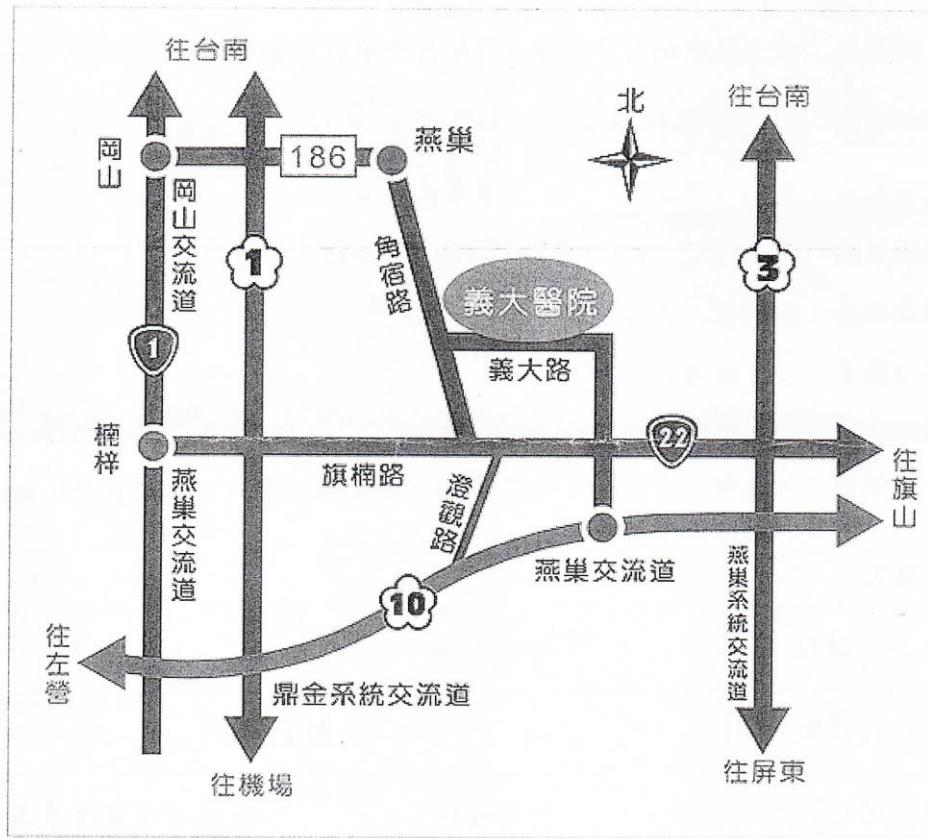 往台南
北
往台南
岡山
186
燕巢
岡山交流道
1
角宿路
3
義大醫院
1
義大路
楠梓
旗楠路
22
往旗山
燕巢交流道
澄觀路
燕巢交流道
燕巢系統交流道
10
往左營
鼎金系統交流道
往機場
往屏東